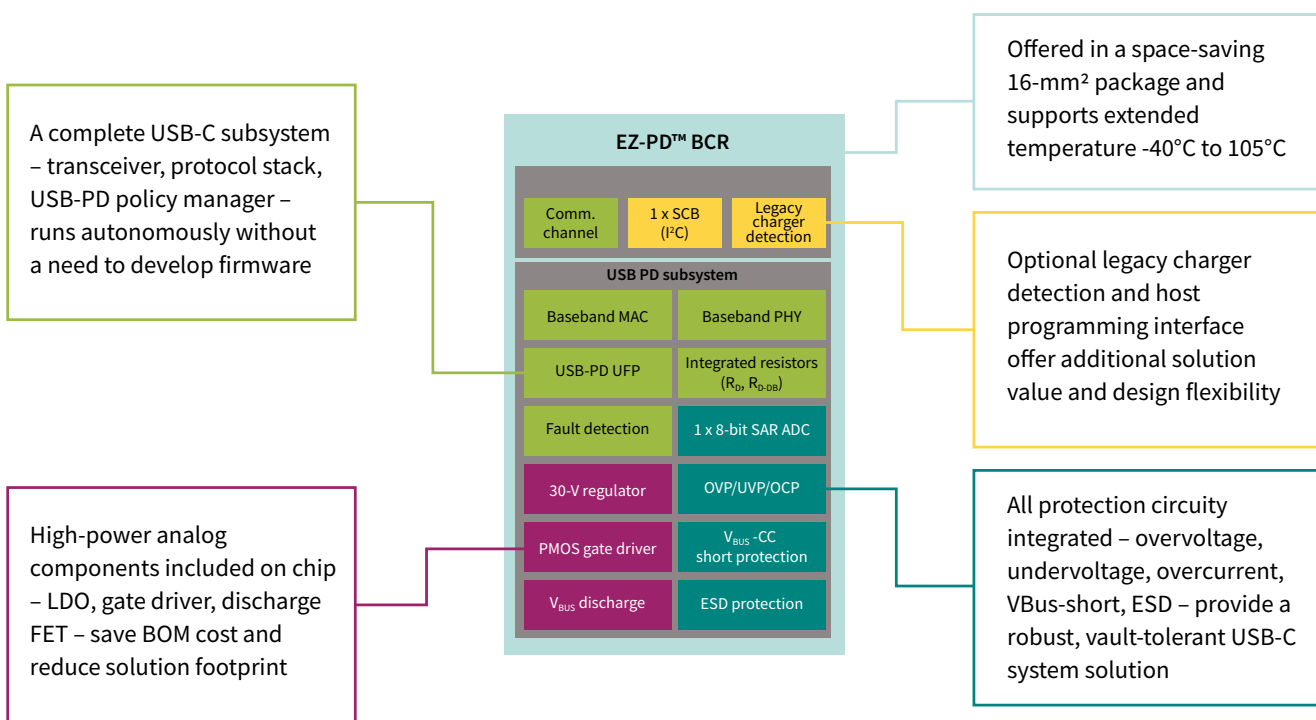 A complete USB-C subsystem
– transceiver, protocol stack,
USB-PD policy manager –
runs autonomously without
a need to develop firmware
High-power analog
components included on chip
– LDO, gate driver, discharge
FET – save BOM cost and
reduce solution footprint
EZ-PD™ BCR
Comm.
channel
1 x SCB
(I²C)
Legacy
charger
detection
USB PD subsystem
Baseband MAC
Baseband PHY
USB-PD UFP
Integrated resistors
(R_D, R_D-DB)
Fault detection
1 x 8-bit SAR ADC
30-V regulator
OVP/UVP/OCP
PMOS gate driver
V_BUS -CC
short protection
V_BUS discharge
ESD protection
Offered in a space-saving
16-mm² package and
supports extended
temperature -40°C to 105°C
Optional legacy charger
detection and host
programming interface
offer additional solution
value and design flexibility
All protection circuity
integrated – overvoltage,
undervoltage, overcurrent,
VBus-short, ESD – provide a
robust, vault-tolerant USB-C
system solution